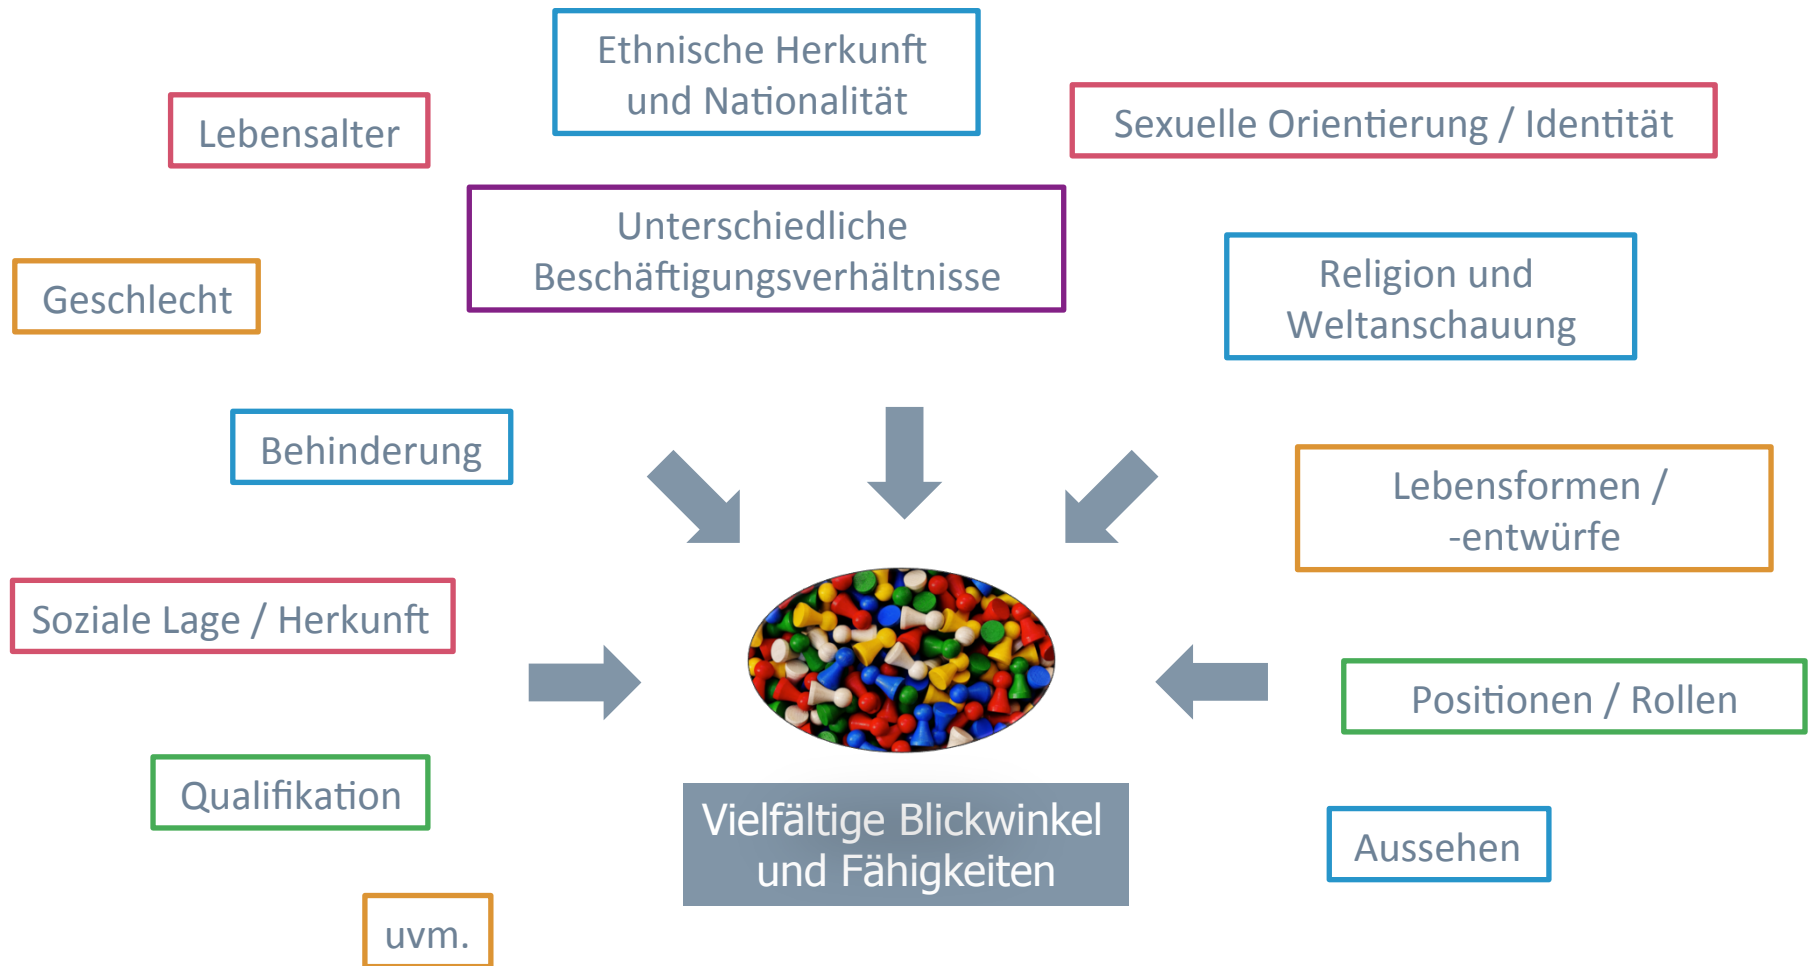 Ethnische Herkunft
und Nationalität
Lebensalter
Sexuelle Orientierung / Identität
Unterschiedliche
Beschäftigungsverhältnisse
Geschlecht
Religion und
Weltanschauung
Behinderung
Lebensformen /
-entwürfe
Soziale Lage / Herkunft
Positionen / Rollen
Qualifikation
Vielfältige Blickwinkel
und Fähigkeiten
Aussehen
uvm.